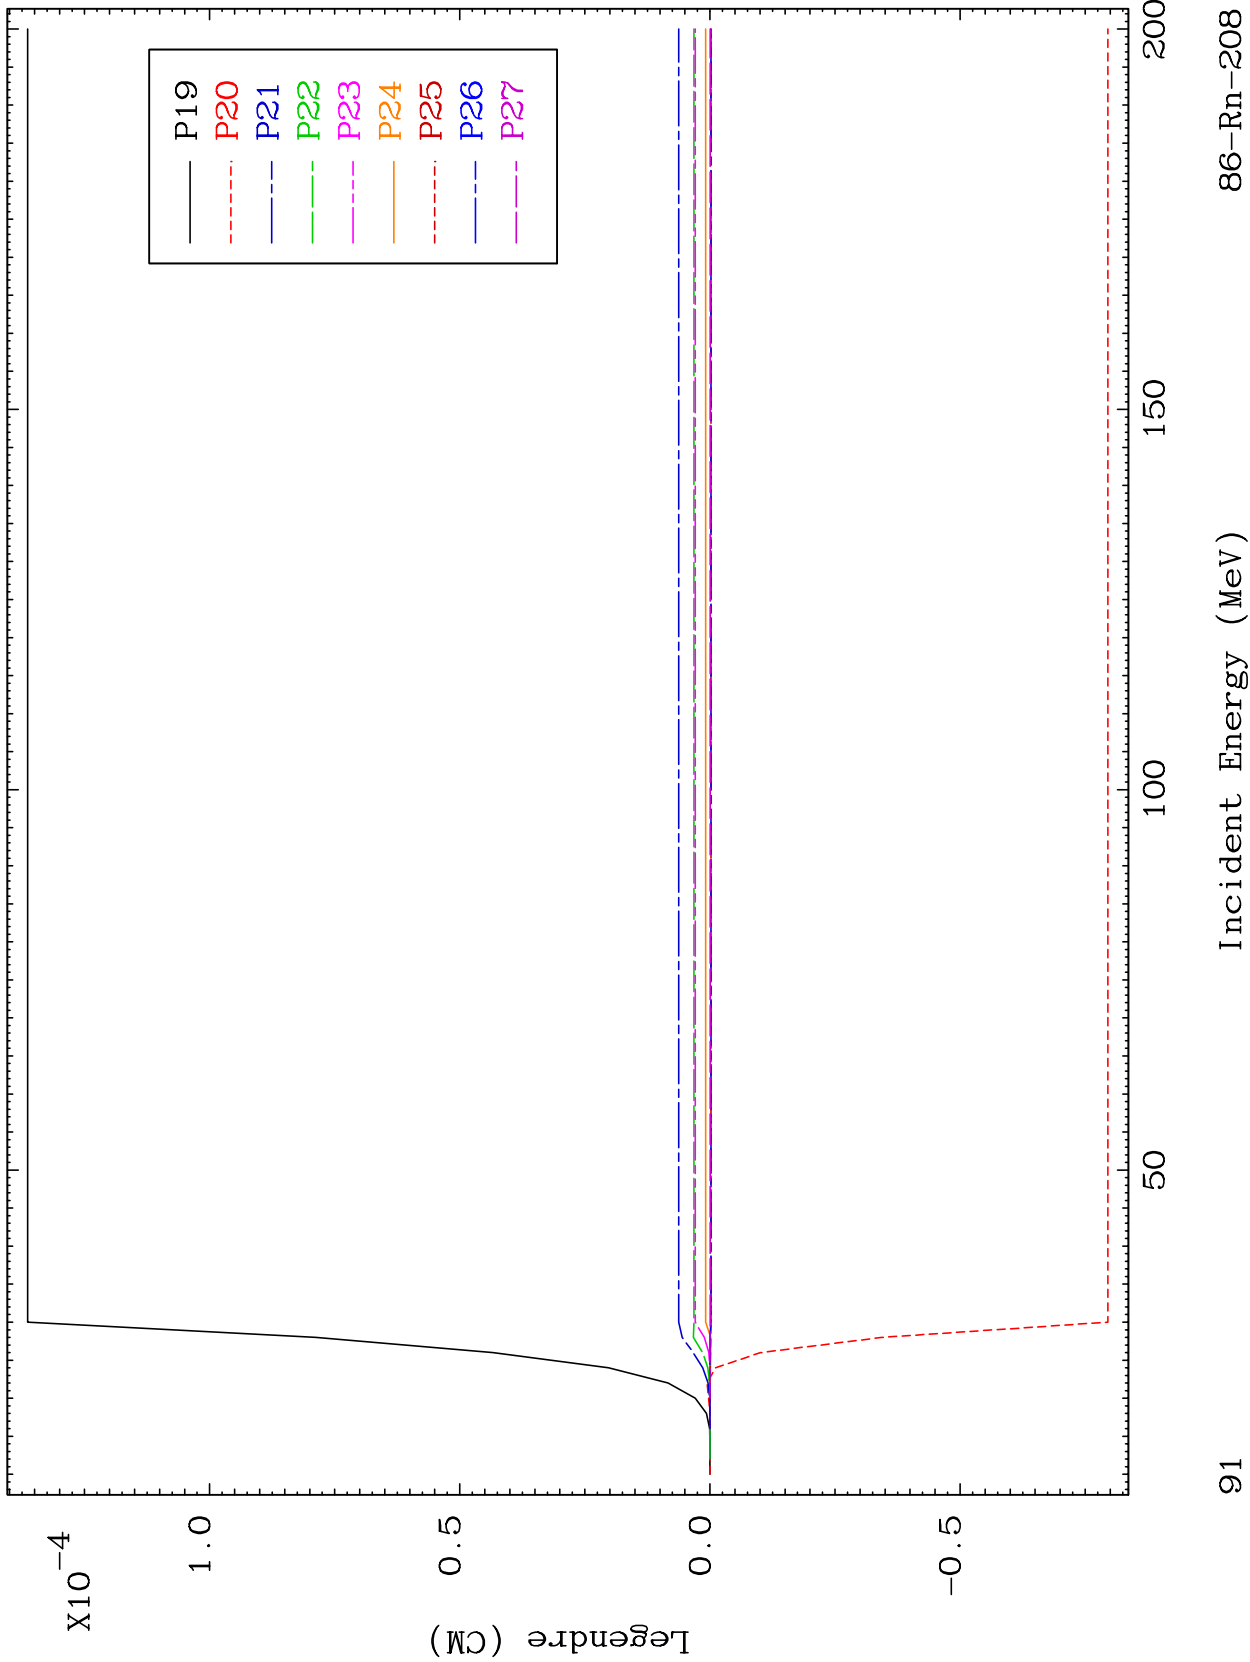 X10-4
1.0
0.5
0.0
-0.5
Legendre (CM)
P19
P20
P21
P22
P23
P24
P25
P26
P27
50
100
150
200
Incident Energy (MeV)
91
86-Rn-208